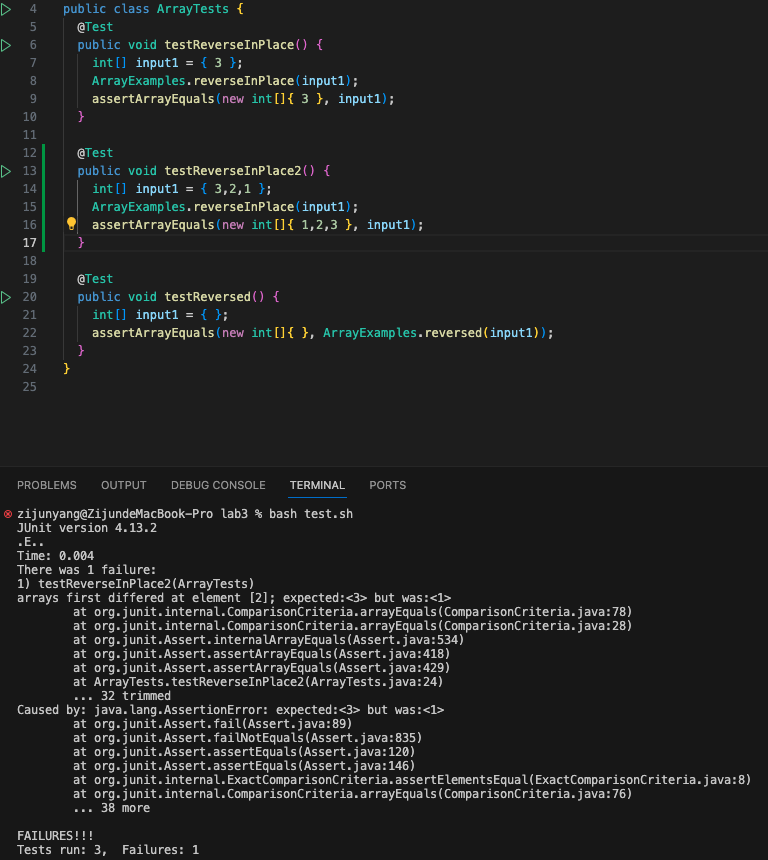 4 public class ArrayTests {
5 @Test
6 public void testReverseInPlace() {
7 int[] input1 = { 3 };
8 ArrayExamples.reverseInPlace(input1);
9 assertArrayEquals(new int[]{ 3 }, input1);
10 }
11
12 @Test
13 public void testReverseInPlace2() {
14 int[] input1 = { 3,2,1 };
15 ArrayExamples.reverseInPlace(input1);
16 assertArrayEquals(new int[]{ 1,2,3 }, input1);
17 }
18
19 @Test
20 public void testReversed() {
21 int[] input1 = { };
22 assertArrayEquals(new int[]{ }, ArrayExamples.reversed(input1));
23 }
24 }
25
PROBLEMS OUTPUT DEBUG CONSOLE TERMINAL PORTS
zijunyang@ZijundeMacBook-Pro lab3 % bash test.sh
JUnit version 4.13.2
.E..
Time: 0.004
There was 1 failure:
1) testReverseInPlace2(ArrayTests)
arrays first differed at element [2]; expected:<3> but was:<1>
at org.junit.internal.ComparisonCriteria.arrayEquals(ComparisonCriteria.java:78)
at org.junit.internal.ComparisonCriteria.arrayEquals(ComparisonCriteria.java:28)
at org.junit.Assert.internalArrayEquals(Assert.java:534)
at org.junit.Assert.assertArrayEquals(Assert.java:418)
at org.junit.Assert.assertArrayEquals(Assert.java:429)
at ArrayTests.testReverseInPlace2(ArrayTests.java:24)
... 32 trimmed
Caused by: java.lang.AssertionError: expected:<3> but was:<1>
at org.junit.Assert.fail(Assert.java:89)
at org.junit.Assert.failNotEquals(Assert.java:835)
at org.junit.Assert.assertEquals(Assert.java:120)
at org.junit.Assert.assertEquals(Assert.java:146)
at org.junit.internal.ExactComparisonCriteria.assertElementsEqual(ExactComparisonCriteria.java:8)
at org.junit.internal.ComparisonCriteria.arrayEquals(ComparisonCriteria.java:76)
... 38 more
FAILURES!!!
Tests run: 3,  Failures: 1